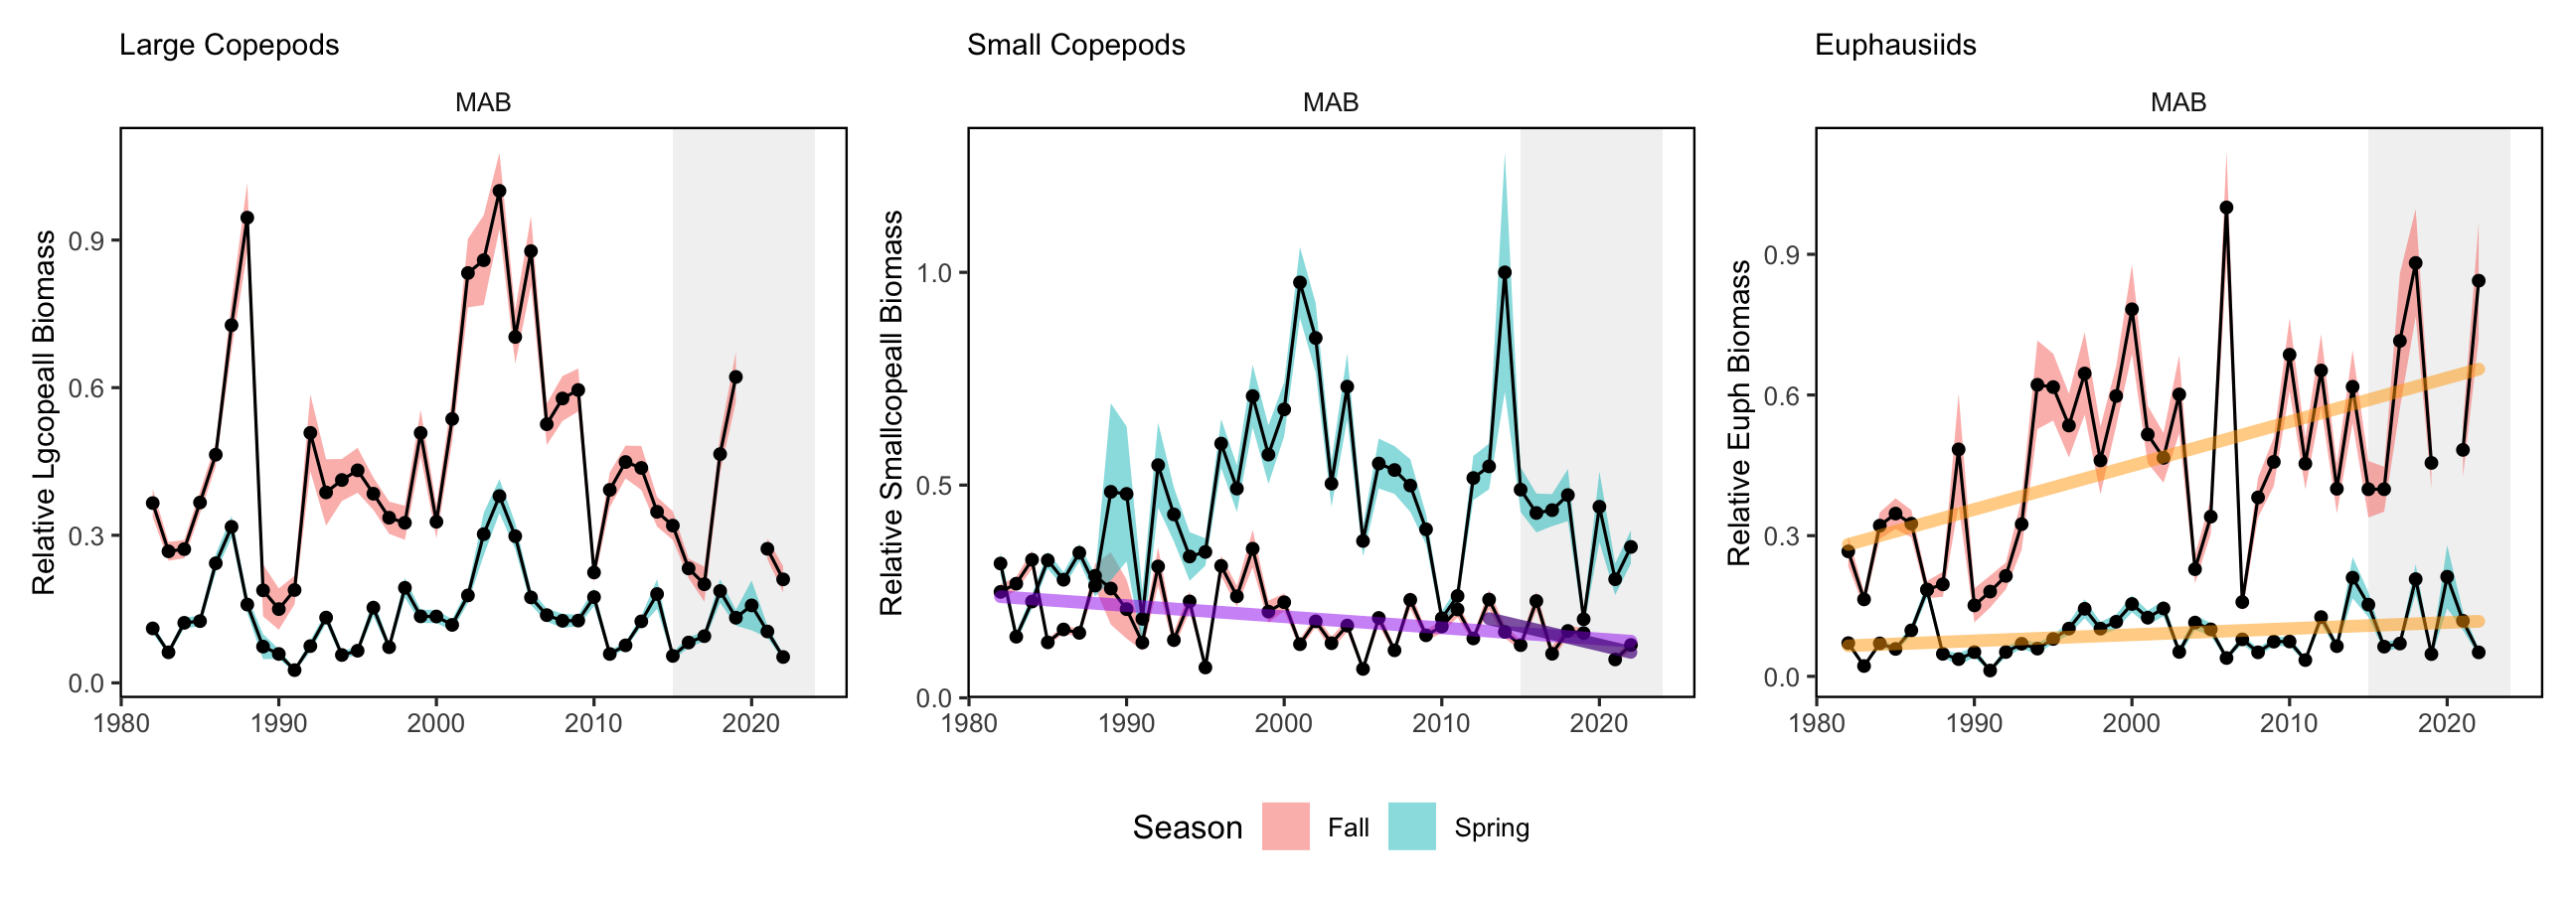 Large Copepods
MAB
Relative Lgcopeall Biomass
0.9
0.6
0.3
0.0
1980 1990 2000 2010 2020
Small Copepods
MAB
Relative Smallcopeall Biomass
1.0
0.5
0.0
1980 1990 2000 2010 2020
Euphausiids
MAB
Relative Euph Biomass
0.9
0.6
0.3
0.0
1980 1990 2000 2010 2020
Season Fall Spring